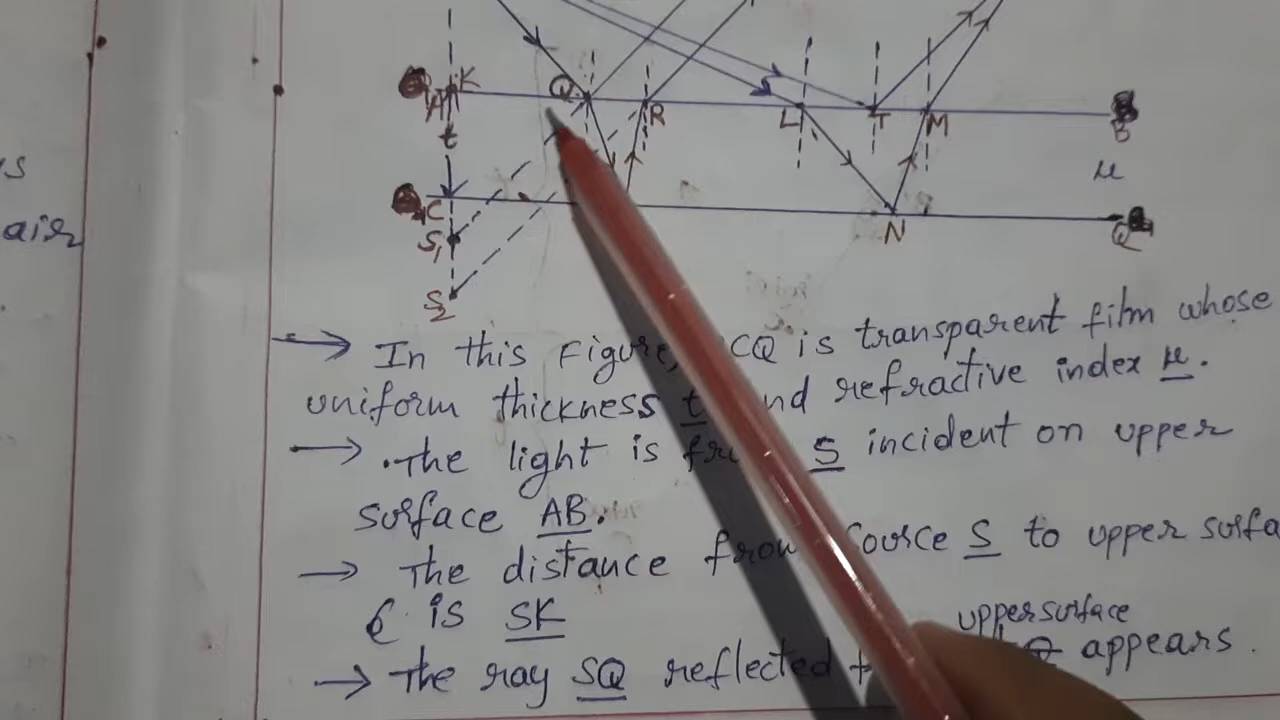 is
air
K
Q
A
R
L
T
M
B
t
μ
C
S1
N
Q
S2
In this Figure, CQ is transparent film whose
uniform thickness t and refractive index μ.
The light is from S incident on upper
surface AB.
The distance from source S to upper surfa
is SK
upper surface
The ray SQ reflected appears.